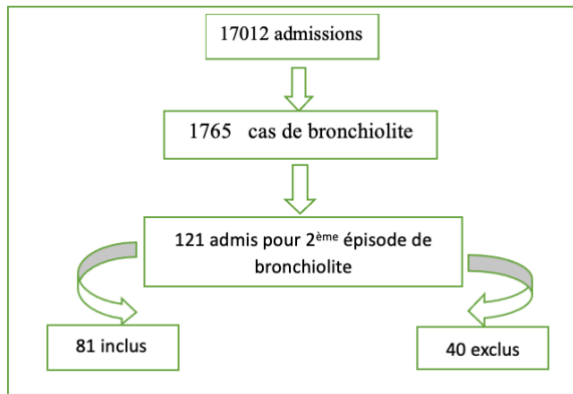 17012 admissions
1765 cas de bronchiolite
121 admis pour 2ème épisode de
bronchiolite
81 inclus
40 exclus